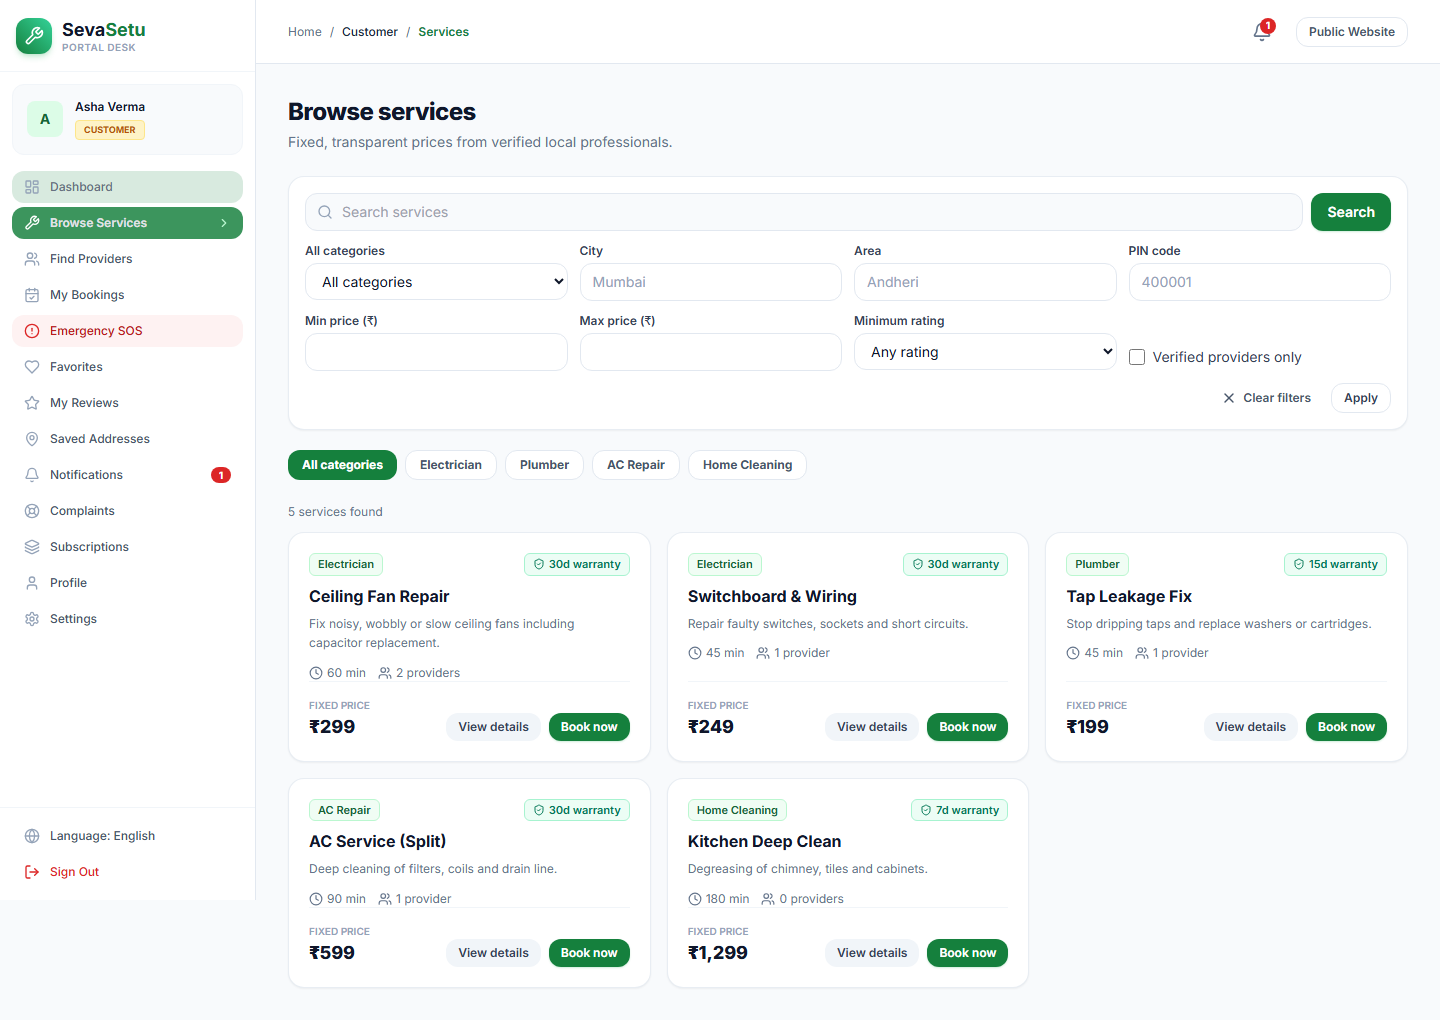 SevaSetu
PORTAL DESK
A
Asha Verma
CUSTOMER
Dashboard
Browse Services
Find Providers
My Bookings
Emergency SOS
Favorites
My Reviews
Saved Addresses
Notifications 1
Complaints
Subscriptions
Profile
Settings
Language: English
Sign Out
Home / Customer / Services
1
Public Website
Browse services
Fixed, transparent prices from verified local professionals.
Search services
Search
All categories City Area PIN code
All categories Mumbai Andheri 400001
Min price (₹) Max price (₹) Minimum rating
Any rating Verified providers only
Clear filters Apply
All categories Electrician Plumber AC Repair Home Cleaning
5 services found
Electrician 30d warranty
Ceiling Fan Repair
Fix noisy, wobbly or slow ceiling fans including
capacitor replacement.
60 min 2 providers
FIXED PRICE
₹299 View details Book now
Electrician 30d warranty
Switchboard & Wiring
Repair faulty switches, sockets and short circuits.
45 min 1 provider
FIXED PRICE
₹249 View details Book now
Plumber 15d warranty
Tap Leakage Fix
Stop dripping taps and replace washers or cartridges.
45 min 1 provider
FIXED PRICE
₹199 View details Book now
AC Repair 30d warranty
AC Service (Split)
Deep cleaning of filters, coils and drain line.
90 min 1 provider
FIXED PRICE
₹599 View details Book now
Home Cleaning 7d warranty
Kitchen Deep Clean
Degreasing of chimney, tiles and cabinets.
180 min 0 providers
FIXED PRICE
₹1,299 View details Book now